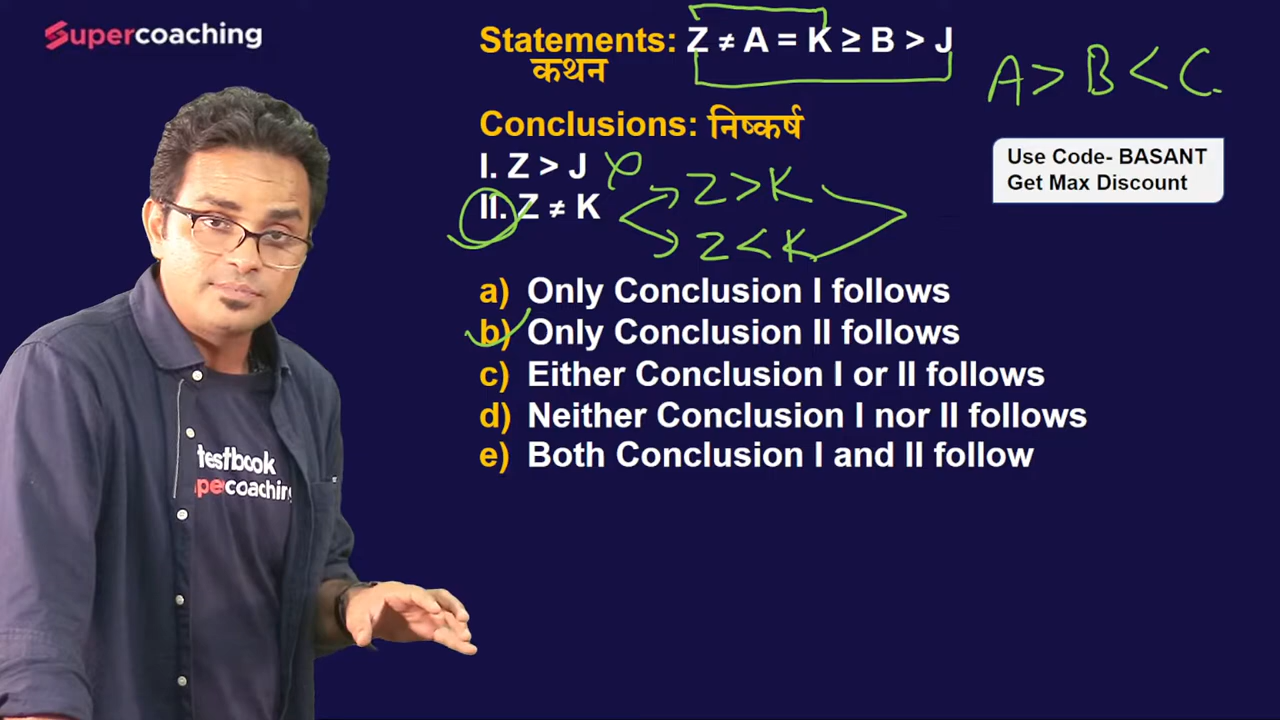 Supercoaching
Statements: Z ≠ A = K ≥ B > J
कथन
A > B < C
Conclusions: निष्कर्ष
Use Code- BASANT
Get Max Discount
I. Z > J
Z > K
II. Z ≠ K
Z < K
a) Only Conclusion I follows
b) Only Conclusion II follows
c) Either Conclusion I or II follows
d) Neither Conclusion I nor II follows
e) Both Conclusion I and II follow
testbook
percoaching